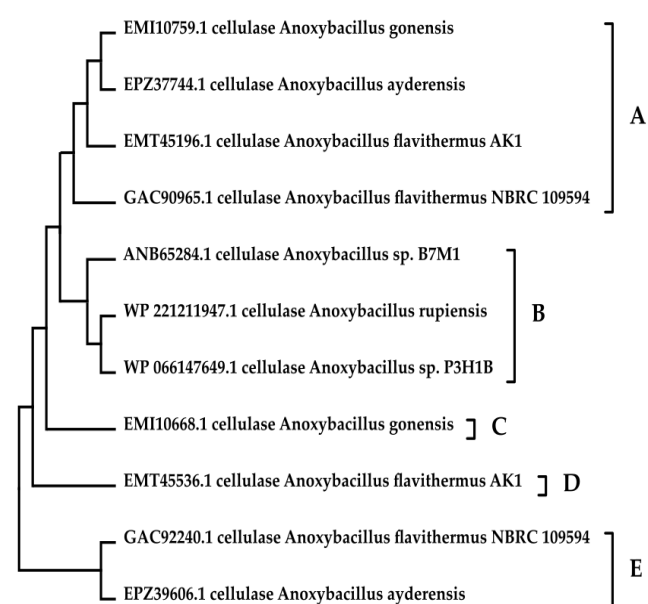 EMI10759.1 cellulase Anoxybacillus gonensis
EPZ37744.1 cellulase Anoxybacillus ayderensis
A
EMT45196.1 cellulase Anoxybacillus flavithermus AK1
GAC90965.1 cellulase Anoxybacillus flavithermus NBRC 109594
ANB65284.1 cellulase Anoxybacillus sp. B7M1
WP 221211947.1 cellulase Anoxybacillus rupiensis
B
WP 066147649.1 cellulase Anoxybacillus sp. P3H1B
EMI10668.1 cellulase Anoxybacillus gonensis C
EMT45536.1 cellulase Anoxybacillus flavithermus AK1 D
GAC92240.1 cellulase Anoxybacillus flavithermus NBRC 109594
E
EPZ39606.1 cellulase Anoxybacillus ayderensis